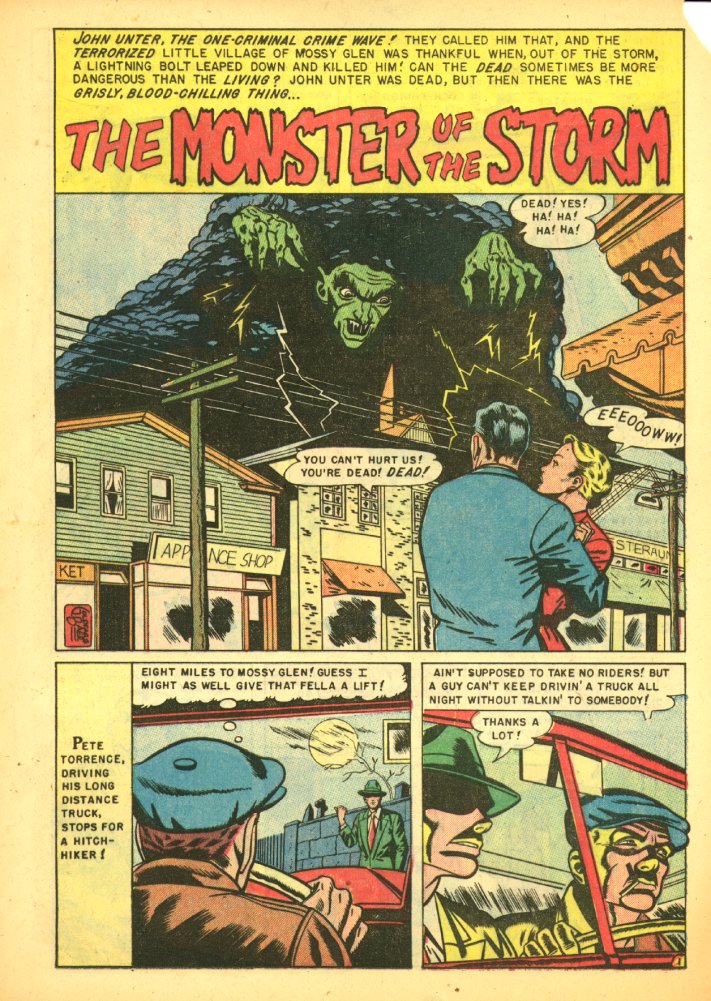 JOHN UNTER, THE ONE-CRIMINAL CRIME WAVE! THEY CALLED HIM THAT, AND THE
TERRORIZED LITTLE VILLAGE OF MOSSY GLEN WAS THANKFUL WHEN, OUT OF THE STORM,
A LIGHTNING BOLT LEAPED DOWN AND KILLED HIM! CAN THE DEAD SOMETIMES BE MORE
DANGEROUS THAN THE LIVING? JOHN UNTER WAS DEAD, BUT THEN THERE WAS THE
GRISLY, BLOOD-CHILLING THING...
THE MONSTER OF THE STORM
DEAD! YES!
HA! HA!
HA! HA!
EEEOOOWW!
YOU CAN'T HURT US!
YOU'RE DEAD! DEAD!
KET
APP NCE SHOP
STERAUN
PETE
TORRENCE,
DRIVING
HIS LONG
DISTANCE
TRUCK,
STOPS FOR
A HITCH-
HIKER!
EIGHT MILES TO MOSSY GLEN! GUESS I
MIGHT AS WELL GIVE THAT FELLA A LIFT!
AIN'T SUPPOSED TO TAKE NO RIDERS! BUT
A GUY CAN'T KEEP DRIVIN' A TRUCK ALL
NIGHT WITHOUT TALKIN' TO SOMEBODY!
THANKS A
LOT!
1